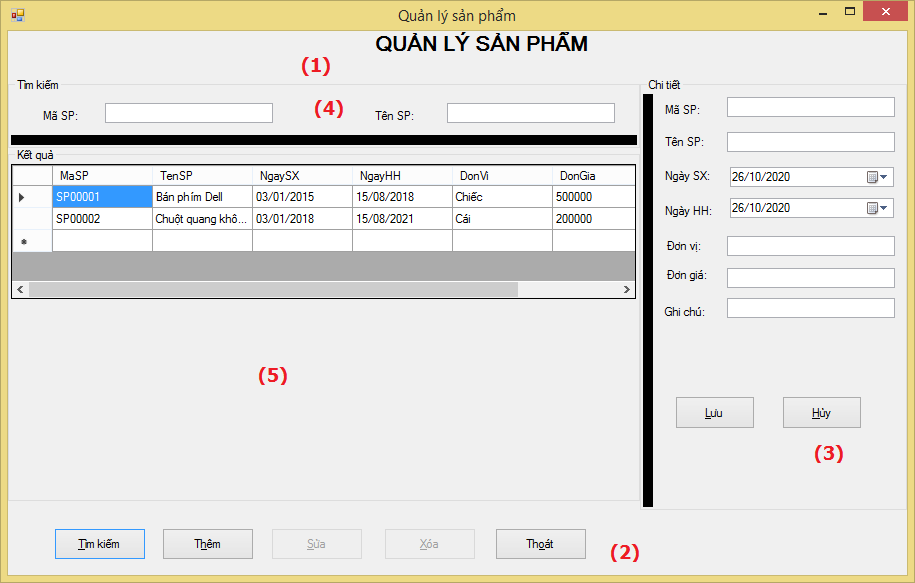 Quản lý sản phẩm
QUẢN LÝ SẢN PHẨM
(1)
Tìm kiếm
Mã SP:
(4)
Tên SP:
Kết quả
MaSP TenSP NgaySX NgayHH DonVi DonGia
SP00001 Bàn phím Dell 03/01/2015 15/08/2018 Chiếc 500000
SP00002 Chuột quang khô... 03/01/2018 15/08/2021 Cái 200000
(5)
Chi tiết
Mã SP:
Tên SP:
Ngày SX: 26/10/2020
Ngày HH: 26/10/2020
Đơn vị:
Đơn giá:
Ghi chú:
Lưu Hủy
(3)
Tìm kiếm Thêm Sửa Xóa Thoát
(2)